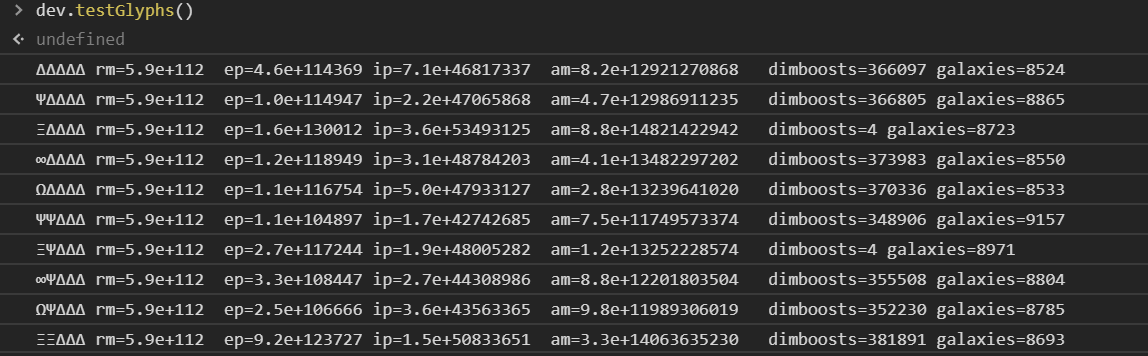 > dev.testGlyphs()
undefined
ΔΔΔΔΔ rm=5.9e+112 ep=4.6e+114369 ip=7.1e+46817337 am=8.2e+12921270868 dimboosts=366097 galaxies=8524
ΨΔΔΔΔ rm=5.9e+112 ep=1.0e+114947 ip=2.2e+47065868 am=4.7e+12986911235 dimboosts=366805 galaxies=8865
ΞΔΔΔΔ rm=5.9e+112 ep=1.6e+130012 ip=3.6e+53493125 am=8.8e+14821422942 dimboosts=4 galaxies=8723
∞ΔΔΔΔ rm=5.9e+112 ep=1.2e+118949 ip=3.1e+48784203 am=4.1e+13482297202 dimboosts=373983 galaxies=8550
ΩΔΔΔΔ rm=5.9e+112 ep=1.1e+116754 ip=5.0e+47933127 am=2.8e+13239641020 dimboosts=370336 galaxies=8533
ΨΨΔΔΔ rm=5.9e+112 ep=1.1e+104897 ip=1.7e+42742685 am=7.5e+11749573374 dimboosts=348906 galaxies=9157
ΞΨΔΔΔ rm=5.9e+112 ep=2.7e+117244 ip=1.9e+48005282 am=1.2e+13252228574 dimboosts=4 galaxies=8971
∞ΨΔΔΔ rm=5.9e+112 ep=3.3e+108447 ip=2.7e+44308986 am=8.8e+12201803504 dimboosts=355508 galaxies=8804
ΩΨΔΔΔ rm=5.9e+112 ep=2.5e+106666 ip=3.6e+43563365 am=9.8e+11989306019 dimboosts=352230 galaxies=8785
ΞΞΔΔΔ rm=5.9e+112 ep=9.2e+123727 ip=1.5e+50833651 am=3.3e+14063635230 dimboosts=381891 galaxies=8693